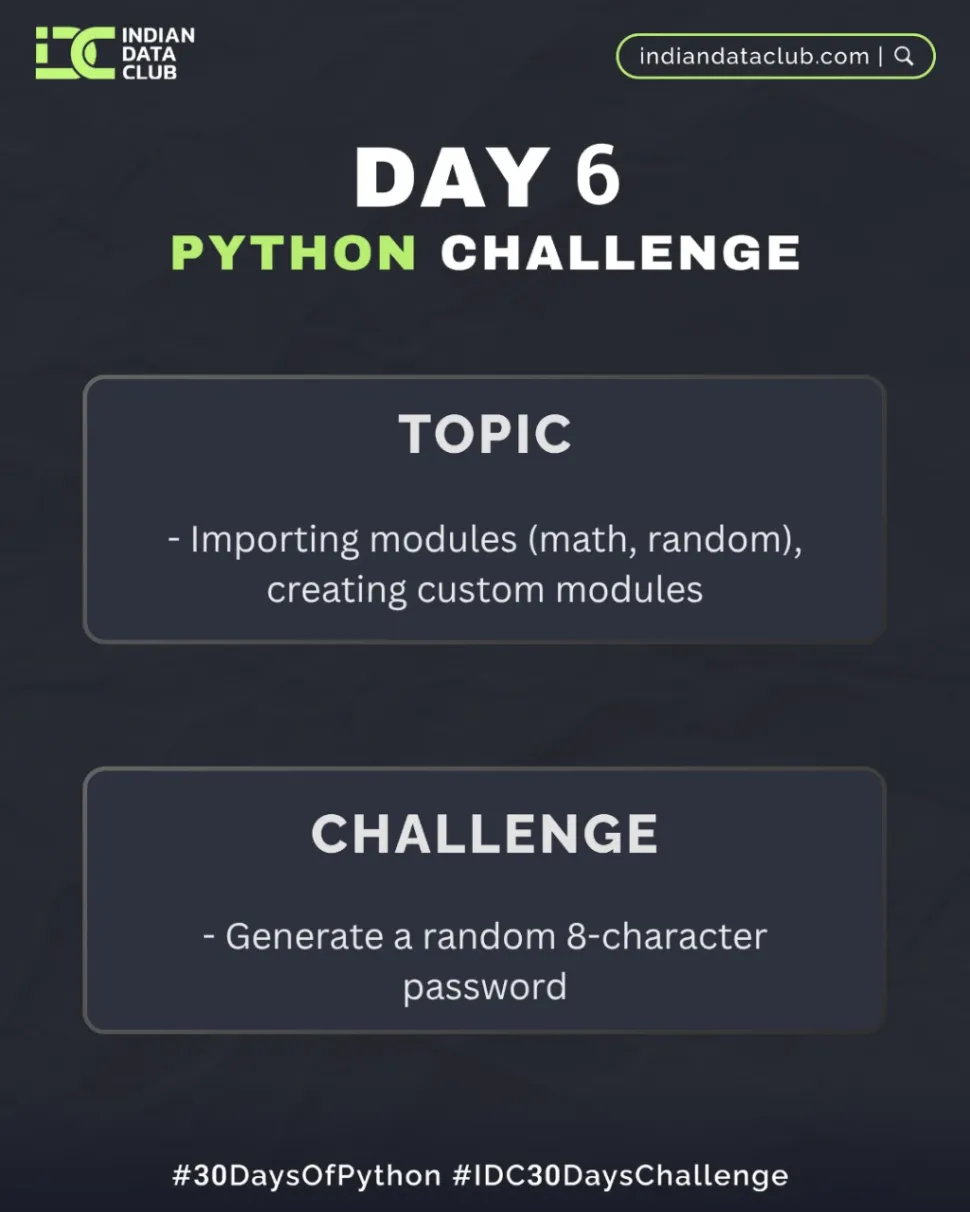 INDIAN
DATA
CLUB
indiandataclub.com |
DAY 6
PYTHON CHALLENGE
TOPIC
- Importing modules (math, random),
creating custom modules
CHALLENGE
- Generate a random 8-character
password
#30DaysOfPython #IDC30DaysChallenge